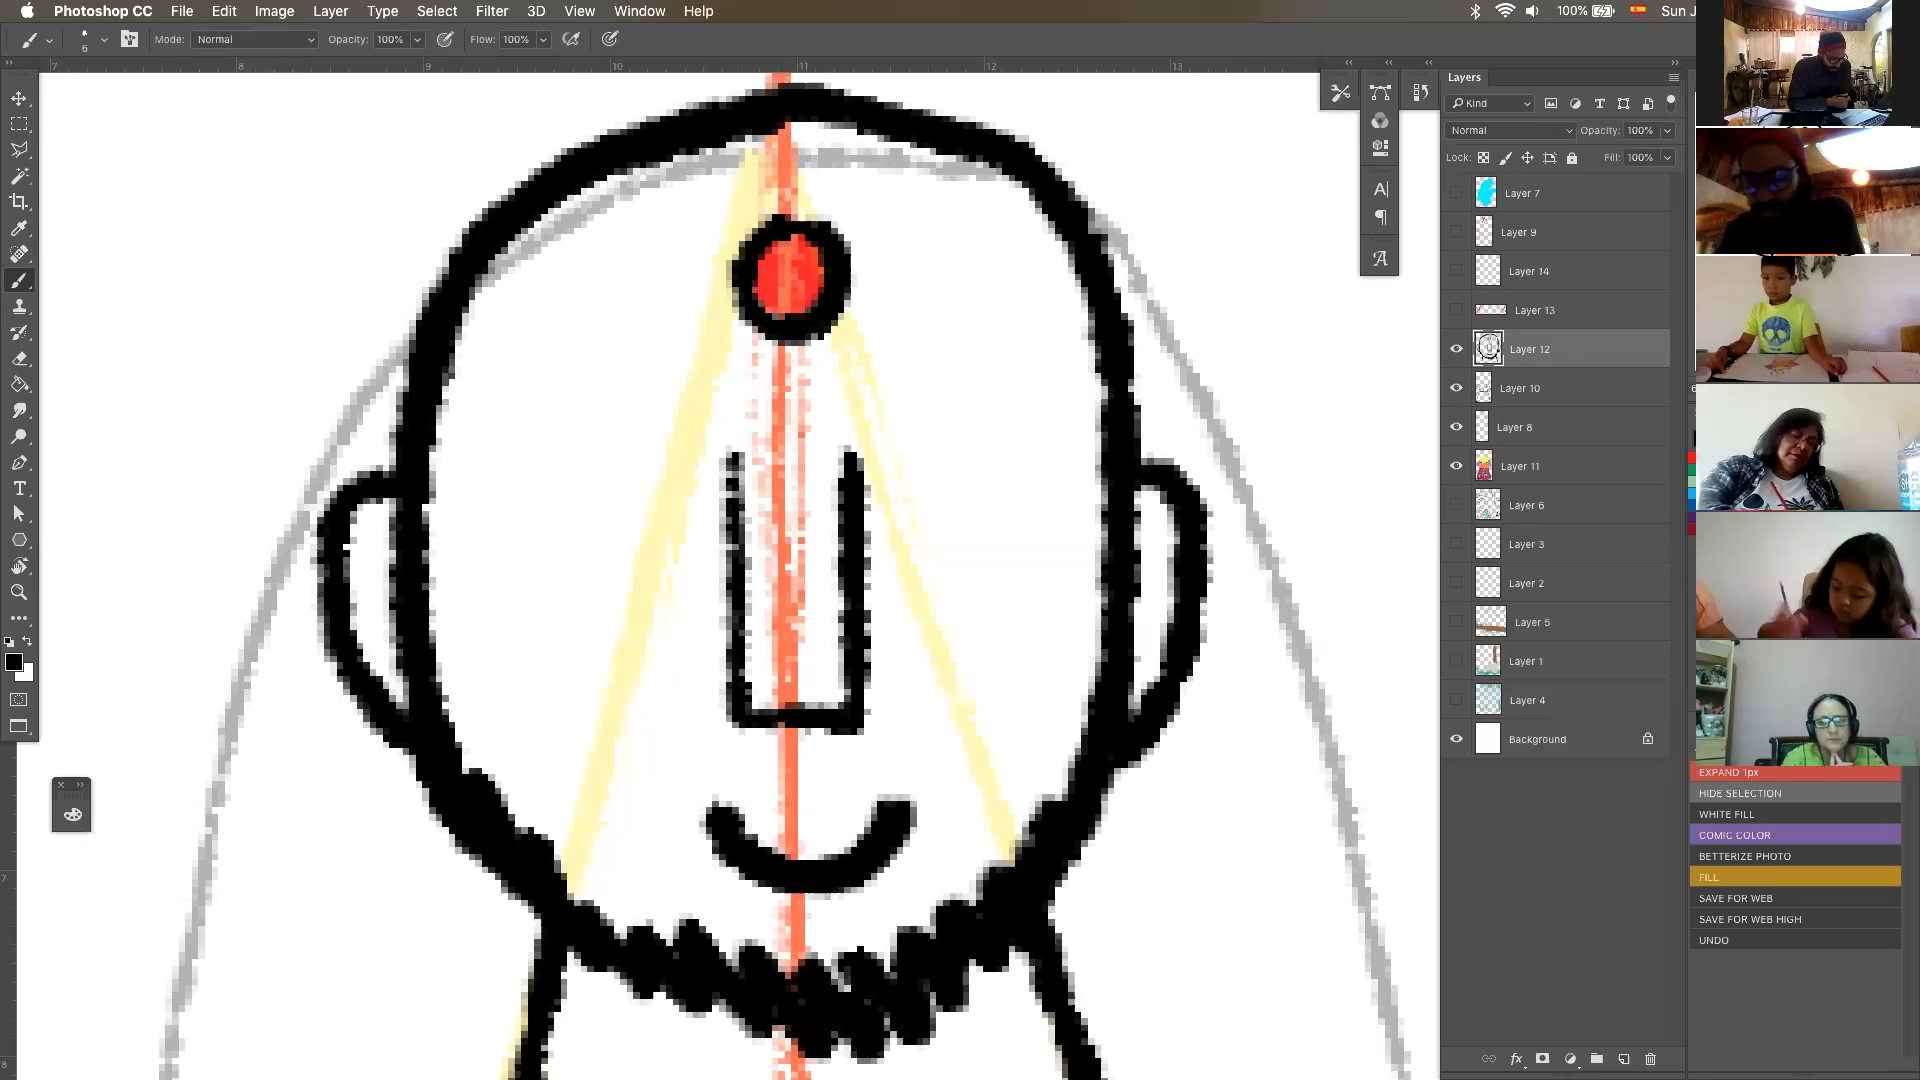 Photoshop CC File Edit Image Layer Type Select Filter 3D View Window Help 100% Sun J
6 Mode: Normal Opacity: 100% Flow: 100%
7 8 9 10 11 12 13
Layers
Kind
Normal Opacity: 100%
Lock: Fill: 100%
Layer 7
Layer 9
Layer 14
Layer 13
Layer 12
Layer 10
Layer 8
Layer 11
Layer 6
Layer 3
Layer 2
Layer 5
Layer 1
Layer 4
Background
EXPAND 1px
HIDE SELECTION
WHITE FILL
COMIC COLOR
BETTERIZE PHOTO
FILL
SAVE FOR WEB
SAVE FOR WEB HIGH
UNDO
7
8
fx